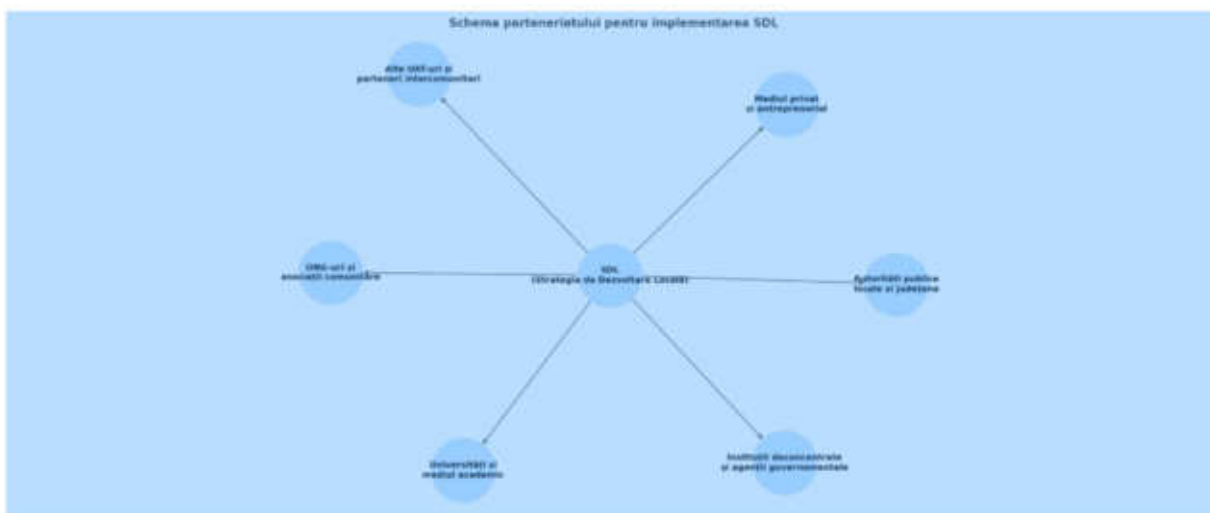 Schema parteneriatului pentru implementarea SDL
Alte UAT-uri și
parteneri intercomunitari
Mediul privat
și antreprenorial
ONG-uri și
asociații comunitare
SDL
(Strategia de Dezvoltare Locală)
Autorități publice
locale și județene
Universități și
mediul academic
Instituții deconcentrate
și agenții guvernamentale